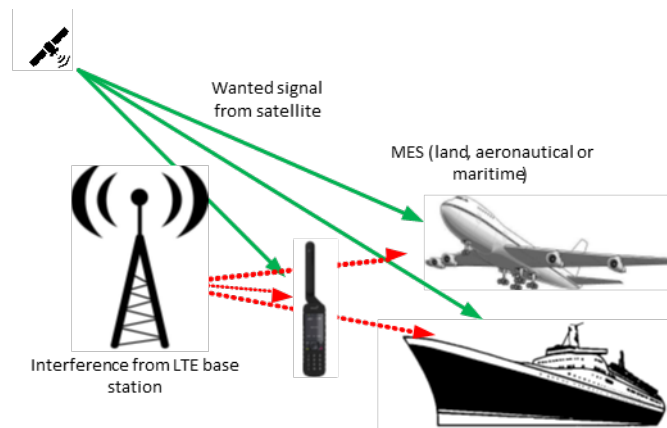 Wanted signal
from satellite
MES (land, aeronautical or
maritime)
Interference from LTE base
station